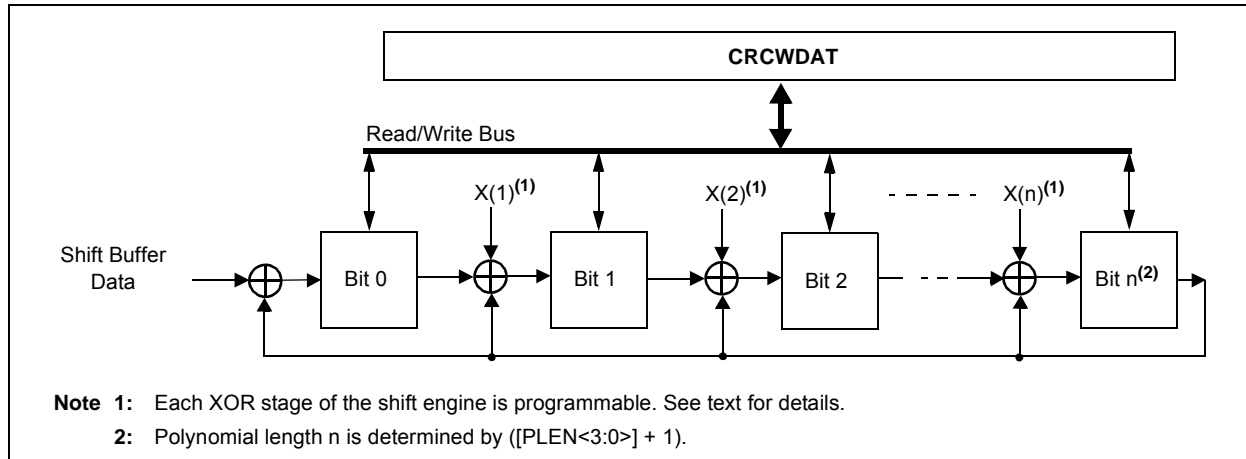 CRCWDAT
Read/Write Bus
X(1)(1)
X(2)(1)
X(n)(1)
Shift Buffer
Data
Bit 0
Bit 1
Bit 2
Bit n(2)
Note 1: Each XOR stage of the shift engine is programmable. See text for details.
2: Polynomial length n is determined by ([PLEN<3:0>] + 1).